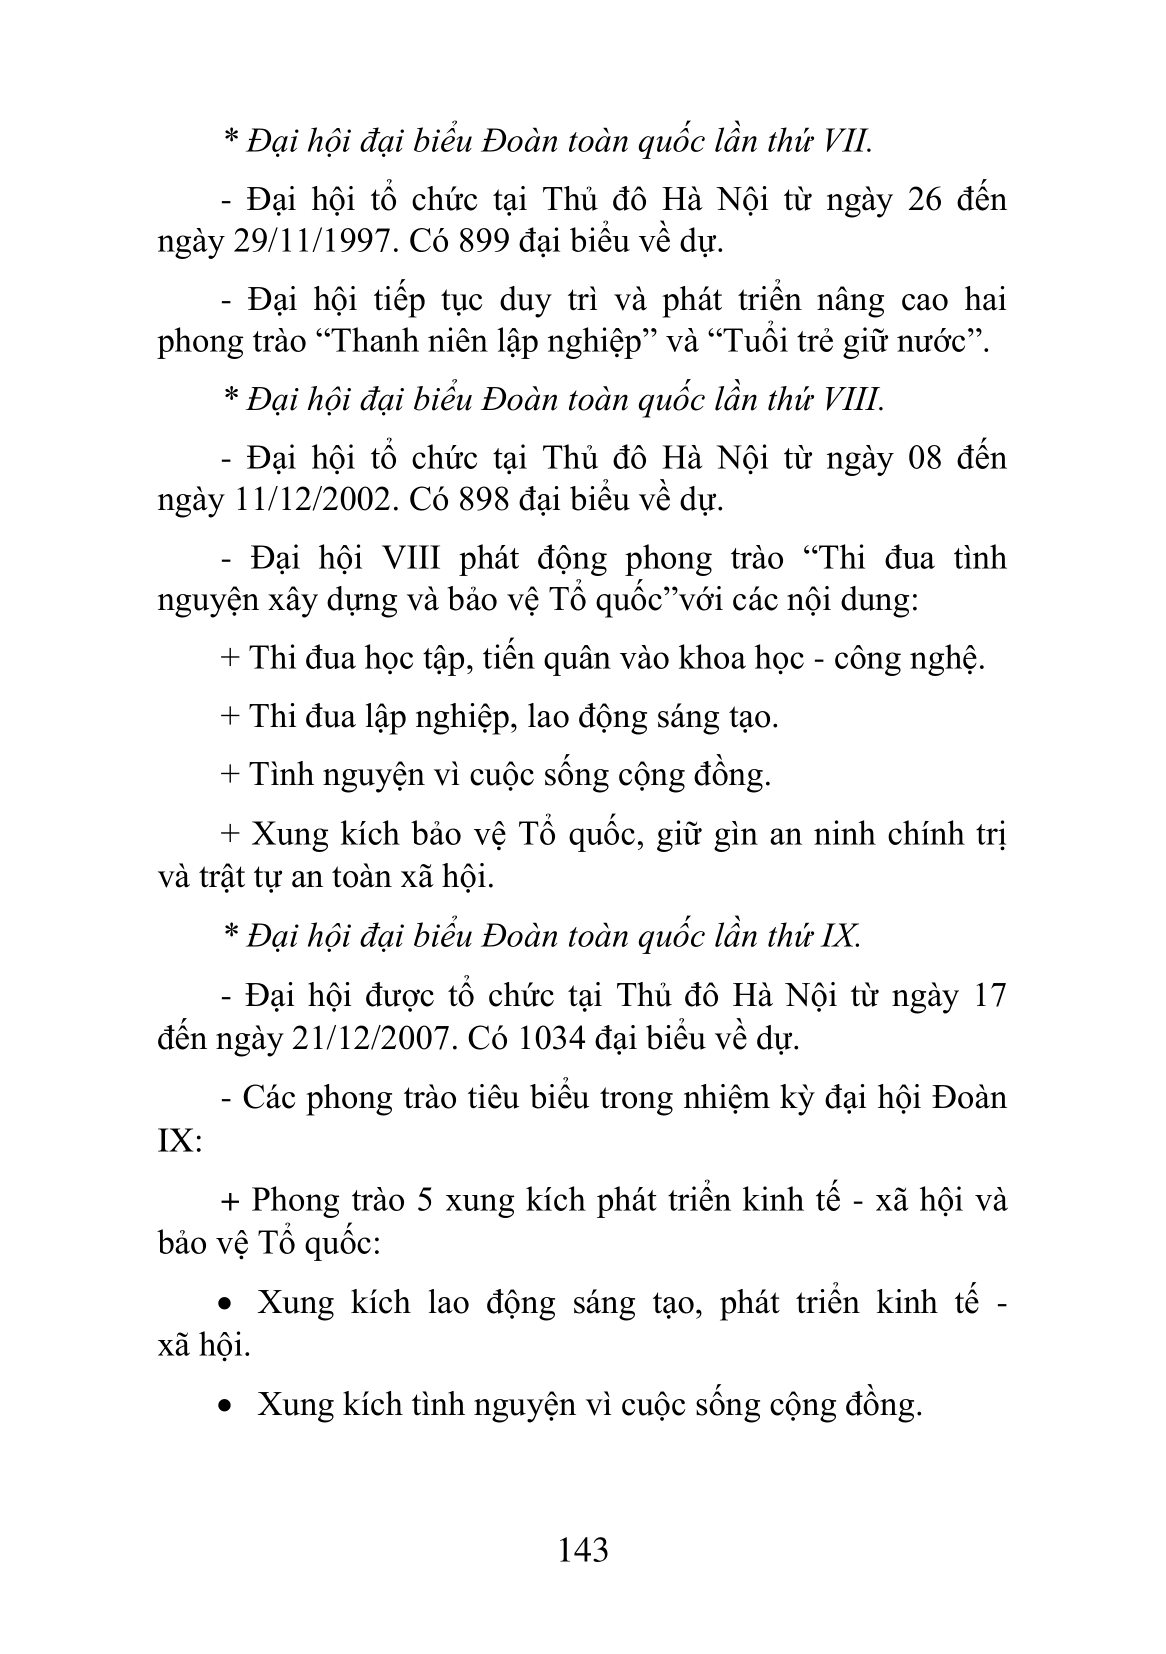 * Đại hội đại biểu Đoàn toàn quốc lần thứ VII.
- Đại hội tổ chức tại Thủ đô Hà Nội từ ngày 26 đến
ngày 29/11/1997. Có 899 đại biểu về dự.
- Đại hội tiếp tục duy trì và phát triển nâng cao hai
phong trào “Thanh niên lập nghiệp” và “Tuổi trẻ giữ nước”.
* Đại hội đại biểu Đoàn toàn quốc lần thứ VIII.
- Đại hội tổ chức tại Thủ đô Hà Nội từ ngày 08 đến
ngày 11/12/2002. Có 898 đại biểu về dự.
- Đại hội VIII phát động phong trào “Thi đua tình
nguyện xây dựng và bảo vệ Tổ quốc”với các nội dung:
+ Thi đua học tập, tiến quân vào khoa học - công nghệ.
+ Thi đua lập nghiệp, lao động sáng tạo.
+ Tình nguyện vì cuộc sống cộng đồng.
+ Xung kích bảo vệ Tổ quốc, giữ gìn an ninh chính trị
và trật tự an toàn xã hội.
* Đại hội đại biểu Đoàn toàn quốc lần thứ IX.
- Đại hội được tổ chức tại Thủ đô Hà Nội từ ngày 17
đến ngày 21/12/2007. Có 1034 đại biểu về dự.
- Các phong trào tiêu biểu trong nhiệm kỳ đại hội Đoàn
IX:
+ Phong trào 5 xung kích phát triển kinh tế - xã hội và
bảo vệ Tổ quốc:
• Xung kích lao động sáng tạo, phát triển kinh tế -
xã hội.
• Xung kích tình nguyện vì cuộc sống cộng đồng.
143